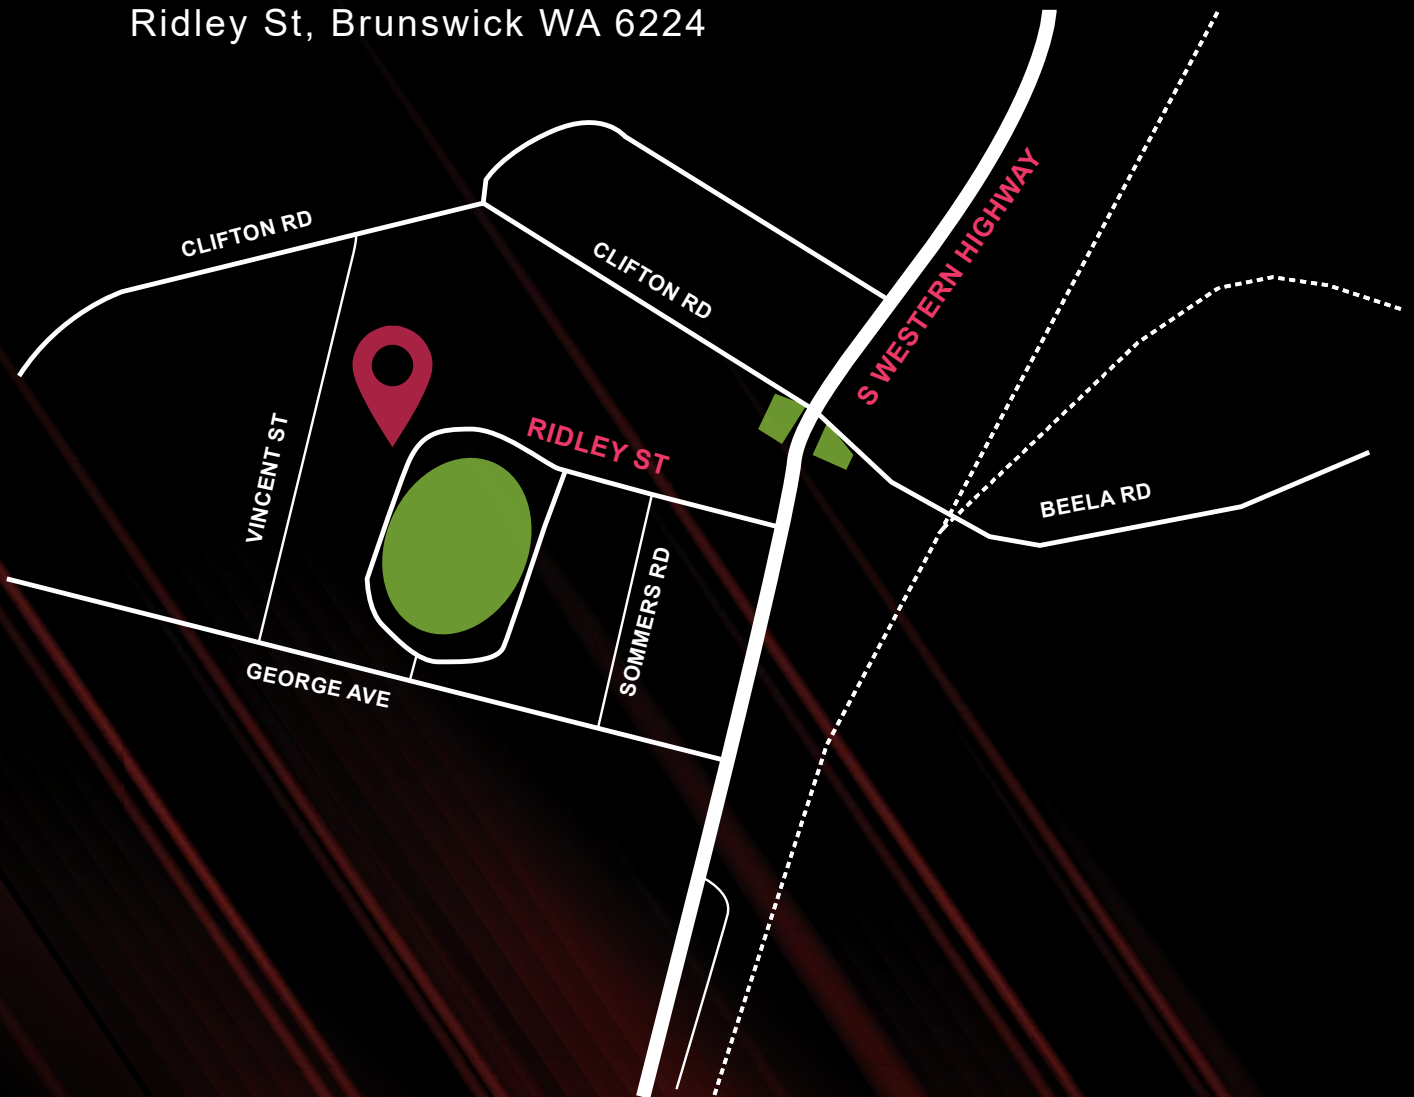 Ridley St, Brunswick WA 6224
CLIFTON RD
CLIFTON RD
S WESTERN HIGHWAY
VINCENT ST
RIDLEY ST
BEELA RD
SOMMERS RD
GEORGE AVE